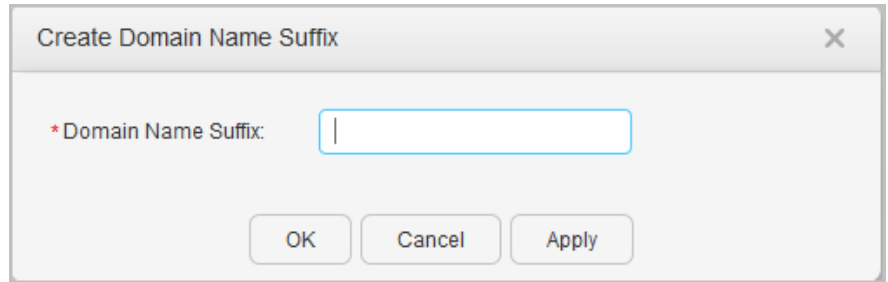 Create Domain Name Suffix
*Domain Name Suffix:
OK Cancel Apply